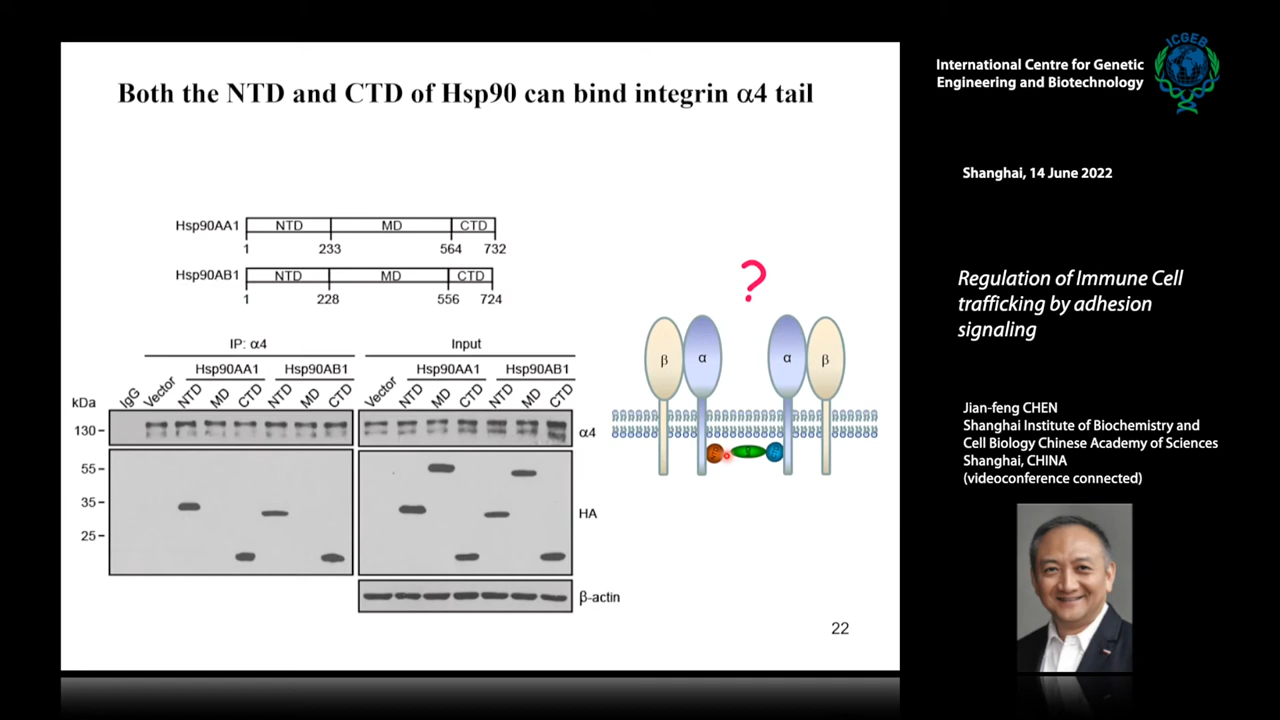 Both the NTD and CTD of Hsp90 can bind integrin α4 tail
Hsp90AA1 NTD MD CTD
1 233 564 732
Hsp90AB1 NTD MD CTD
1 228 556 724
?
β α α β
IP: α4 Input
Hsp90AA1 Hsp90AB1 Hsp90AA1 Hsp90AB1
kDa IgG Vector NTD MD CTD NTD MD CTD Vector NTD MD CTD NTD MD CTD
130 α4
55
35 HA
25
β-actin
22
International Centre for Genetic
Engineering and Biotechnology
ICGEB
Shanghai, 14 June 2022
Regulation of Immune Cell
trafficking by adhesion
signaling
Jian-feng CHEN
Shanghai Institute of Biochemistry and
Cell Biology Chinese Academy of Sciences
Shanghai, CHINA
(videoconference connected)